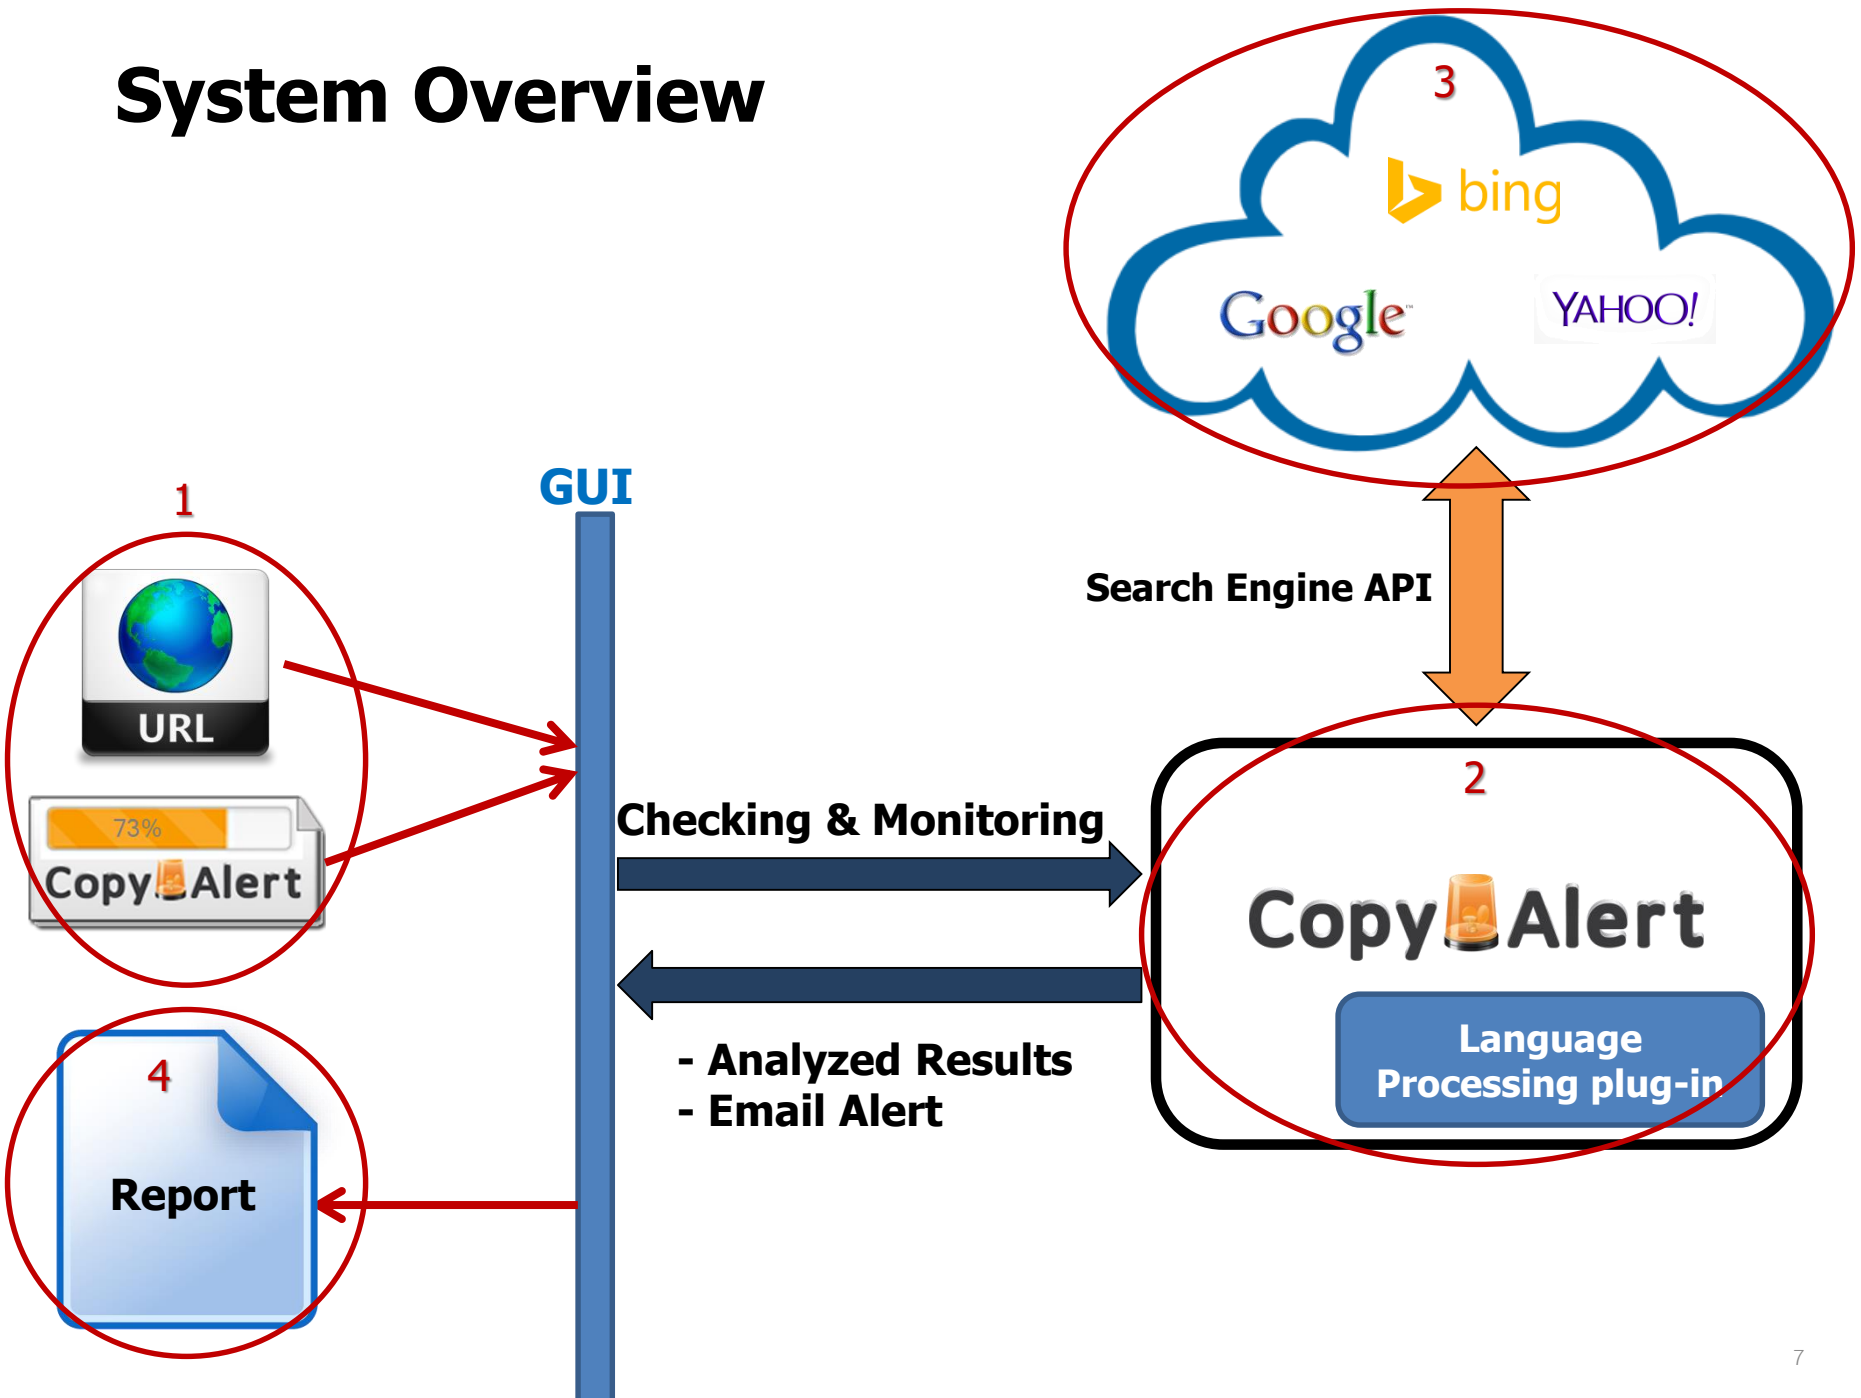 System Overview
3
bing
Google
YAHOO!
GUI
1
Search Engine API
URL
2
73%
Checking & Monitoring
Copy Alert
Copy Alert
Language
Processing plug-in
- Analyzed Results
- Email Alert
4
Report
7